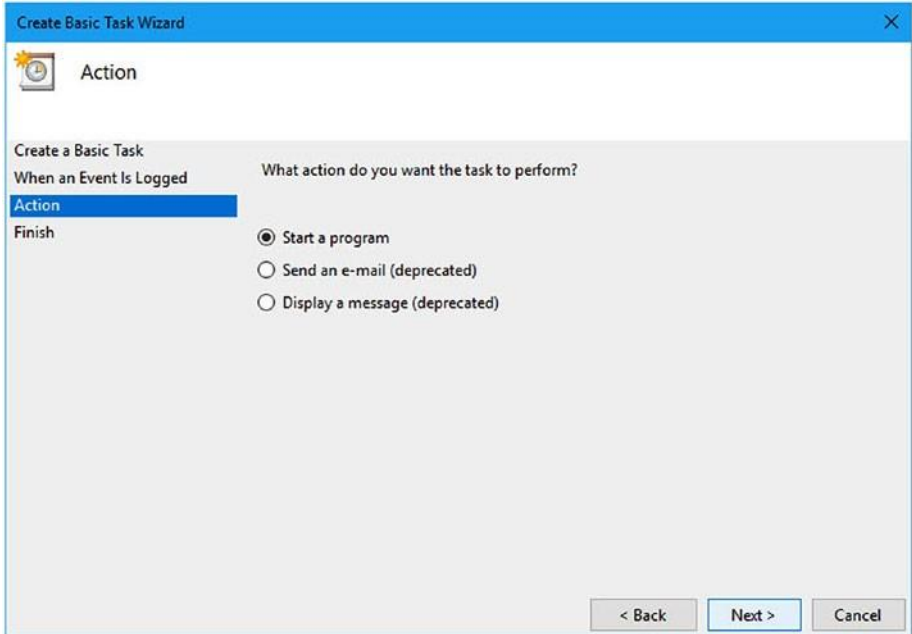 Create Basic Task Wizard
Action
Create a Basic Task
When an Event Is Logged
Action
Finish
What action do you want the task to perform?
Start a program
Send an e-mail (deprecated)
Display a message (deprecated)
< Back
Next >
Cancel